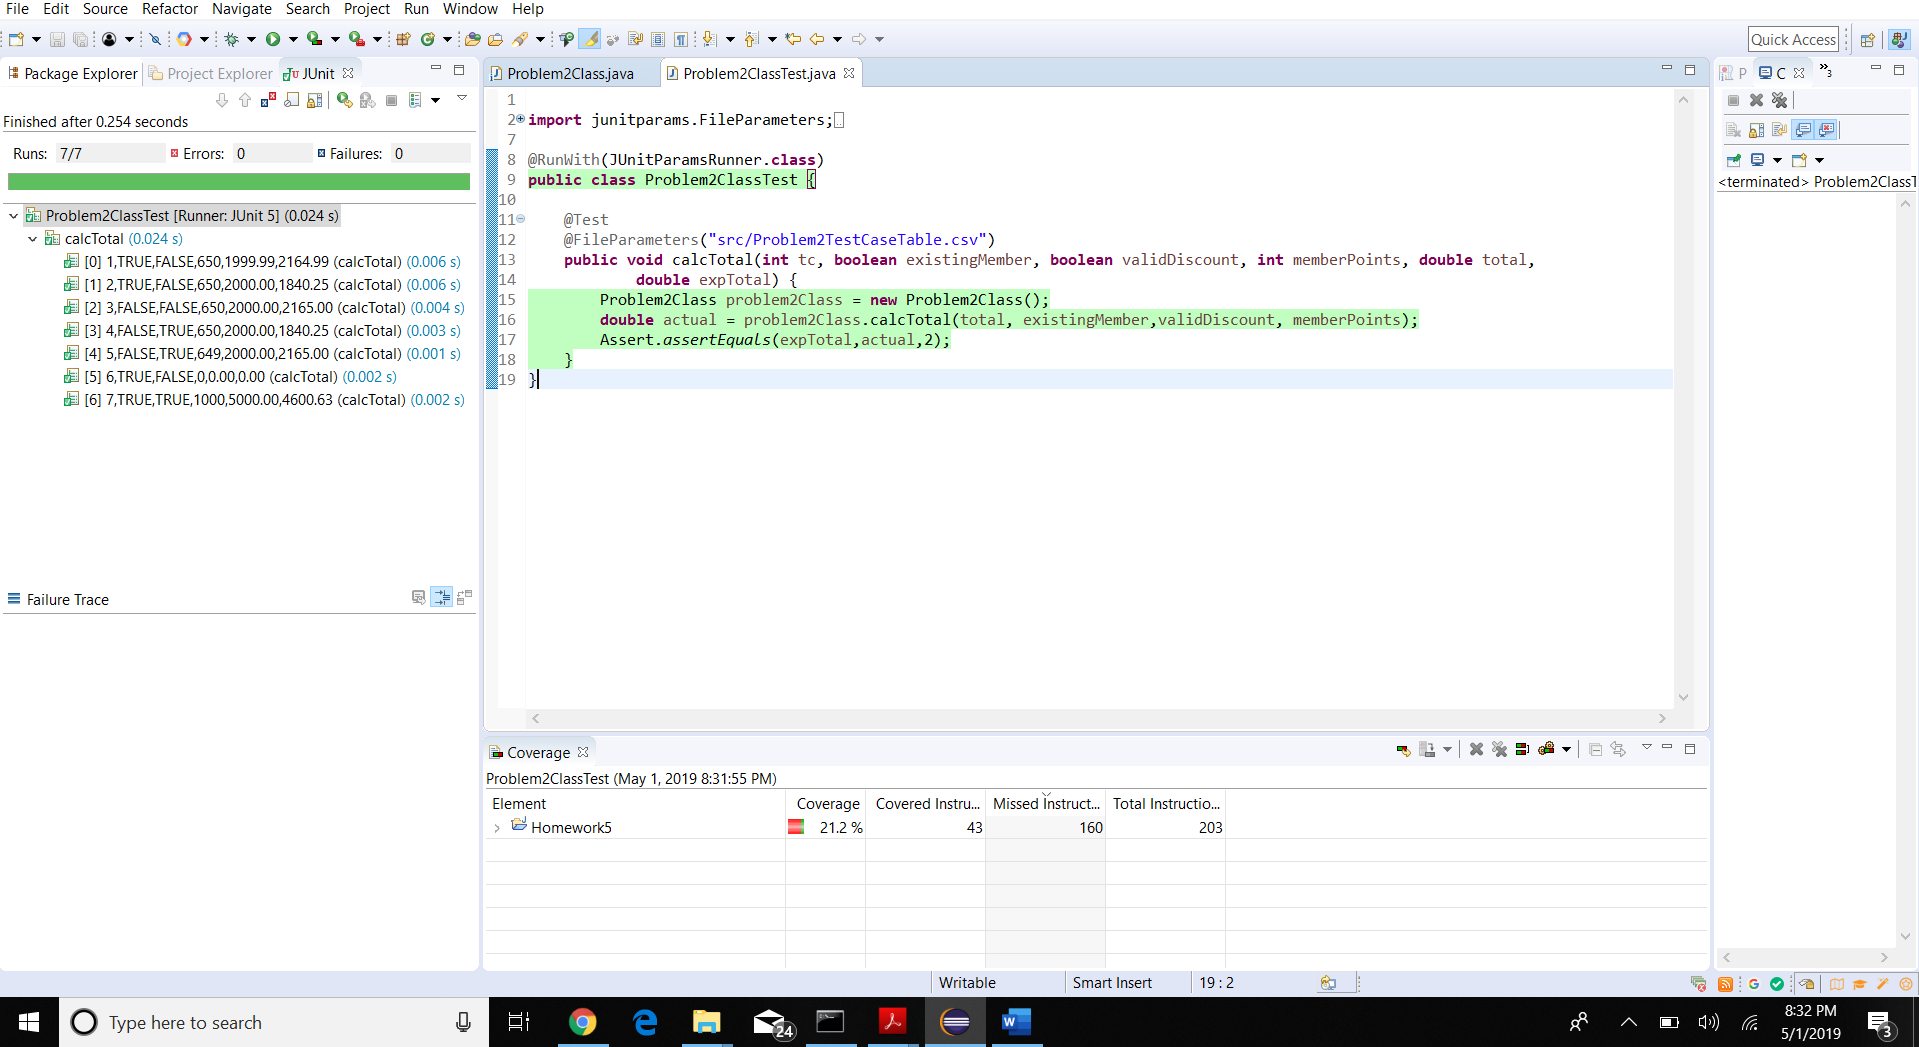 File Edit Source Refactor Navigate Search Project Run Window Help
Quick Access
Package Explorer Project Explorer JUnit
Finished after 0.254 seconds
Runs: 7/7 Errors: 0 Failures: 0
Problem2ClassTest [Runner: JUnit 5] (0.024 s)
calcTotal (0.024 s)
[0] 1,TRUE,FALSE,650,1999.99,2164.99 (calcTotal) (0.006 s)
[1] 2,TRUE,FALSE,650,2000.00,1840.25 (calcTotal) (0.006 s)
[2] 3,FALSE,FALSE,650,2000.00,2165.00 (calcTotal) (0.004 s)
[3] 4,FALSE,TRUE,650,2000.00,1840.25 (calcTotal) (0.003 s)
[4] 5,FALSE,TRUE,649,2000.00,2165.00 (calcTotal) (0.001 s)
[5] 6,TRUE,FALSE,0,0.00,0.00 (calcTotal) (0.002 s)
[6] 7,TRUE,TRUE,1000,5000.00,4600.63 (calcTotal) (0.002 s)
Failure Trace
Problem2Class.java Problem2ClassTest.java
1
2 import junitparams.FileParameters;
7
8 @RunWith(JUnitParamsRunner.class)
9 public class Problem2ClassTest {
10
11 @Test
12 @FileParameters("src/Problem2TestCaseTable.csv")
13 public void calcTotal(int tc, boolean existingMember, boolean validDiscount, int memberPoints, double total,
14 double expTotal) {
15 Problem2Class problem2Class = new Problem2Class();
16 double actual = problem2Class.calcTotal(total, existingMember,validDiscount, memberPoints);
17 Assert.assertEquals(expTotal,actual,2);
18 }
19 }
P C »3
<terminated> Problem2ClassT
Coverage
Problem2ClassTest (May 1, 2019 8:31:55 PM)
Element Coverage Covered Instru... Missed Instruct... Total Instructio...
Homework5 21.2 % 43 160 203
Writable Smart Insert 19 : 2
Type here to search
24
8:32 PM
5/1/2019
3